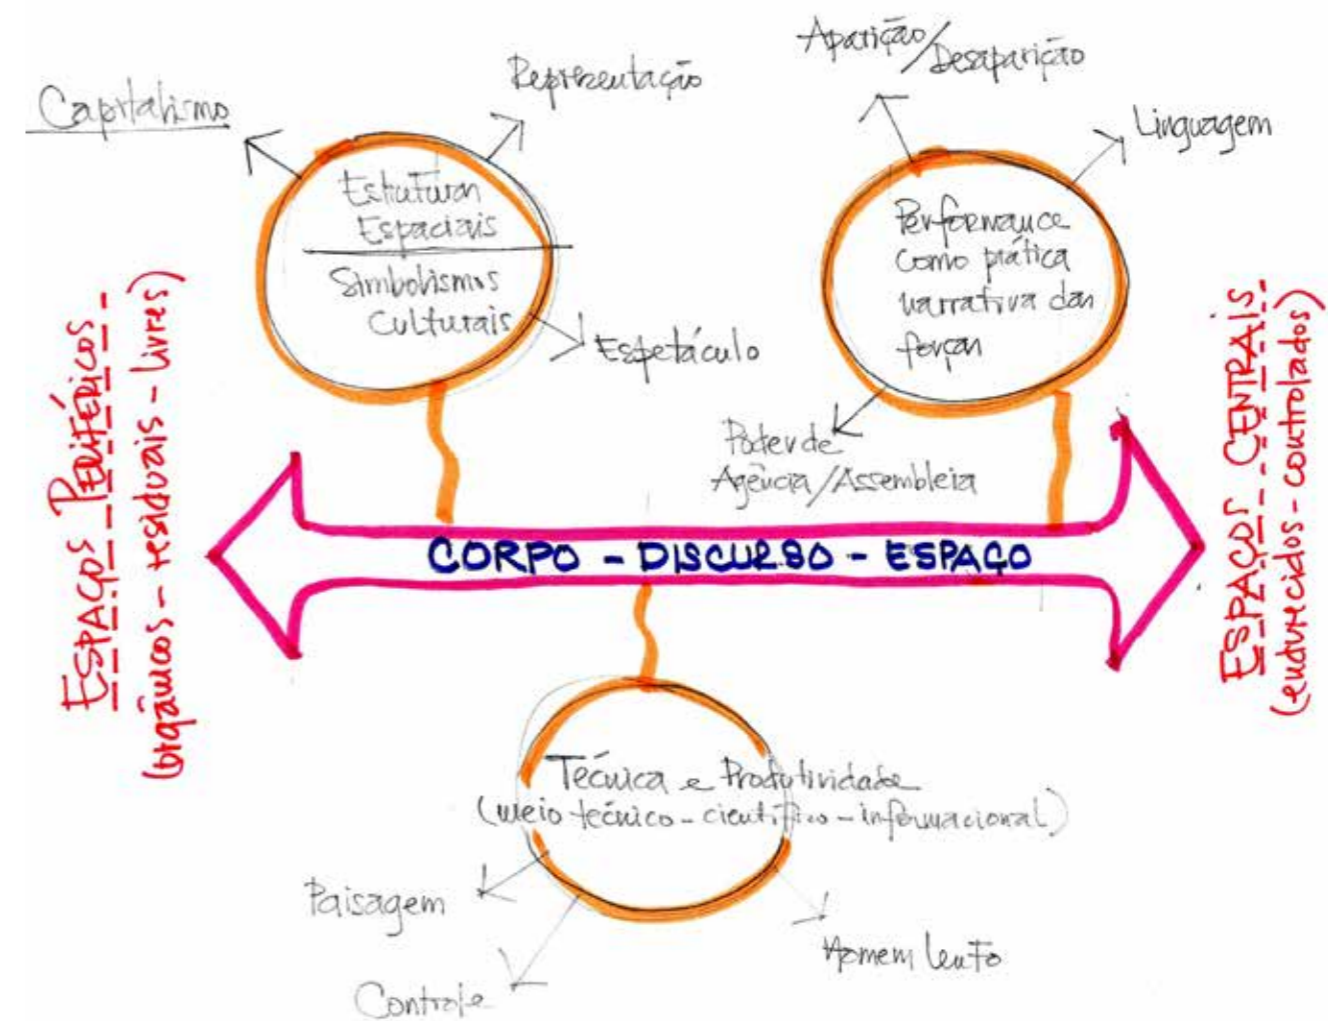 Capitalismo
Representação
Estruturas
Espaciais
Simbolismos
Culturais
Espetáculo
Aparição/
Desaparição
Linguagem
Performance
como prática
narrativa das
forças
Poder de
Agência/Assembleia
ESPAÇOS PERIFÉRICOS
(orgânicos - residuais - livres)
CORPO - DISCURSO - ESPAÇO
ESPAÇOS CENTRAIS
(endurecidos - controlados)
Técnica e Produtividade
(meio técnico - científico - informacional)
Paisagem
Controle
Homem lento